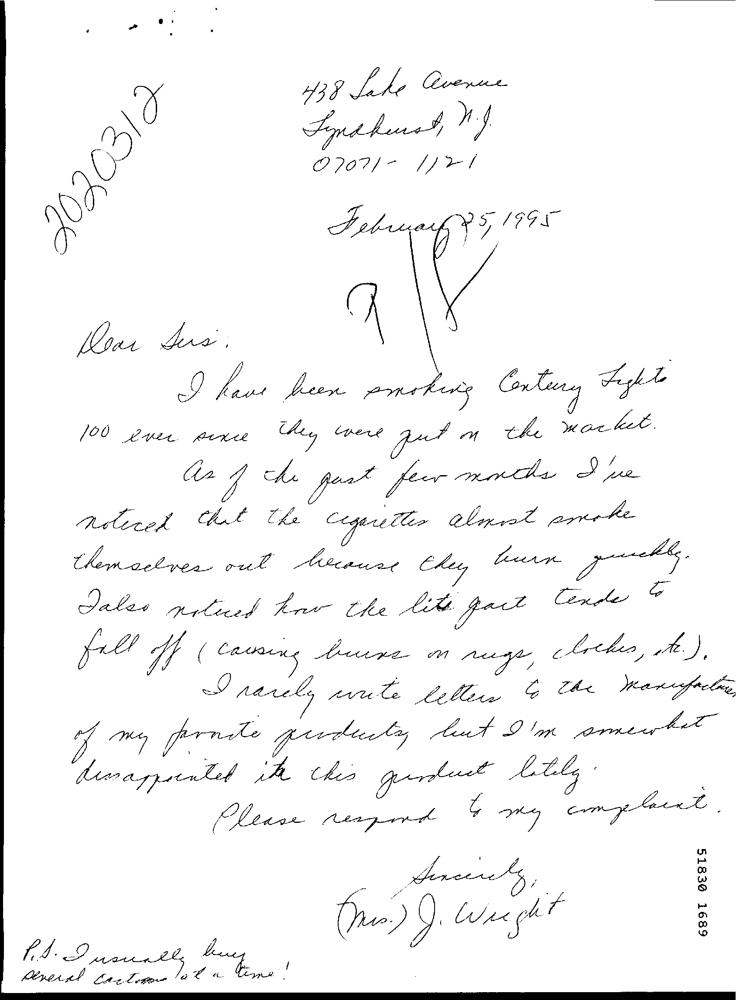 438 Lake Avenue
Lyndhurst, N.J.
07071-1121
2020312
February 25, 1995
Dear Sirs:
I have been smoking Century Lights
100 ever since they were put on the market.
As of the past few months I've
noticed that the cigarettes almost smoke
themselves out because they burn quickly.
I also noticed how the lite part tends to
fall off (causing burns on rugs, clothes, etc.).
I rarely write letters to the manufacturer
of my favorite products, but I'm somewhat
dissappointed in this product lately.
Please respond to my complaint.
Sincerely,
(Mrs.) J. Wright
P.S. I usually buy
several cartons at a time!
51830 1689